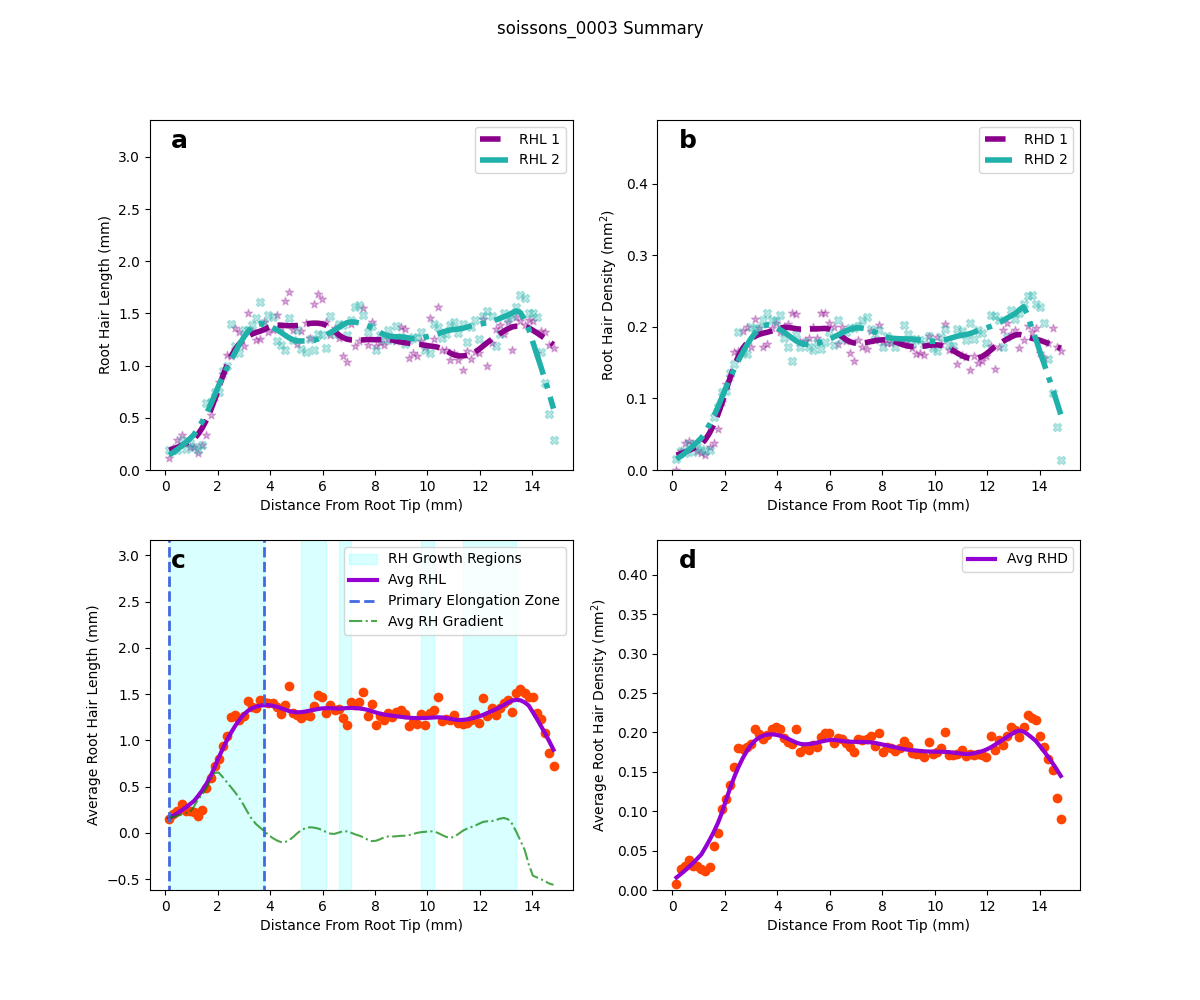 soissons_0003 Summary
a
RHL 1
RHL 2
3.0
2.5
2.0
1.5
1.0
0.5
0.0
Root Hair Length (mm)
0 2 4 6 8 10 12 14
Distance From Root Tip (mm)
b
RHD 1
RHD 2
0.4
0.3
0.2
0.1
0.0
Root Hair Density (mm²)
0 2 4 6 8 10 12 14
Distance From Root Tip (mm)
c
RH Growth Regions
Avg RHL
Primary Elongation Zone
Avg RH Gradient
3.0
2.5
2.0
1.5
1.0
0.5
0.0
−0.5
Average Root Hair Length (mm)
0 2 4 6 8 10 12 14
Distance From Root Tip (mm)
d
Avg RHD
0.40
0.35
0.30
0.25
0.20
0.15
0.10
0.05
0.00
Average Root Hair Density (mm²)
0 2 4 6 8 10 12 14
Distance From Root Tip (mm)